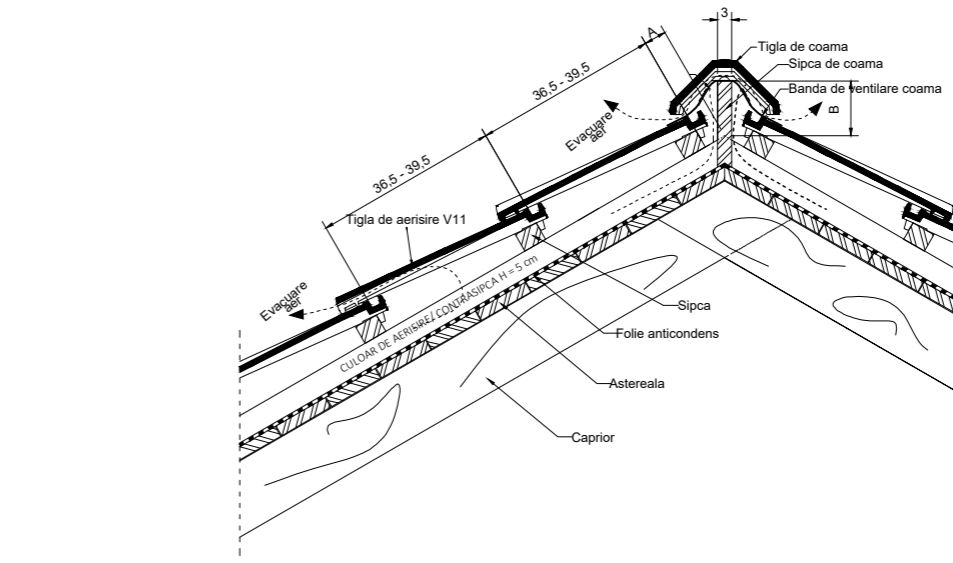 3
A
Tigla de coama
Sipca de coama
Banda de ventilare coama
B
36,5 - 39,5
Evacuare
aer
36,5 - 39,5
Tigla de aerisire V11
Evacuare
aer
CULOAR DE AERISIRE/ CONTRASIPCA H = 5 cm
Sipca
Folie anticondens
Astereala
Caprior